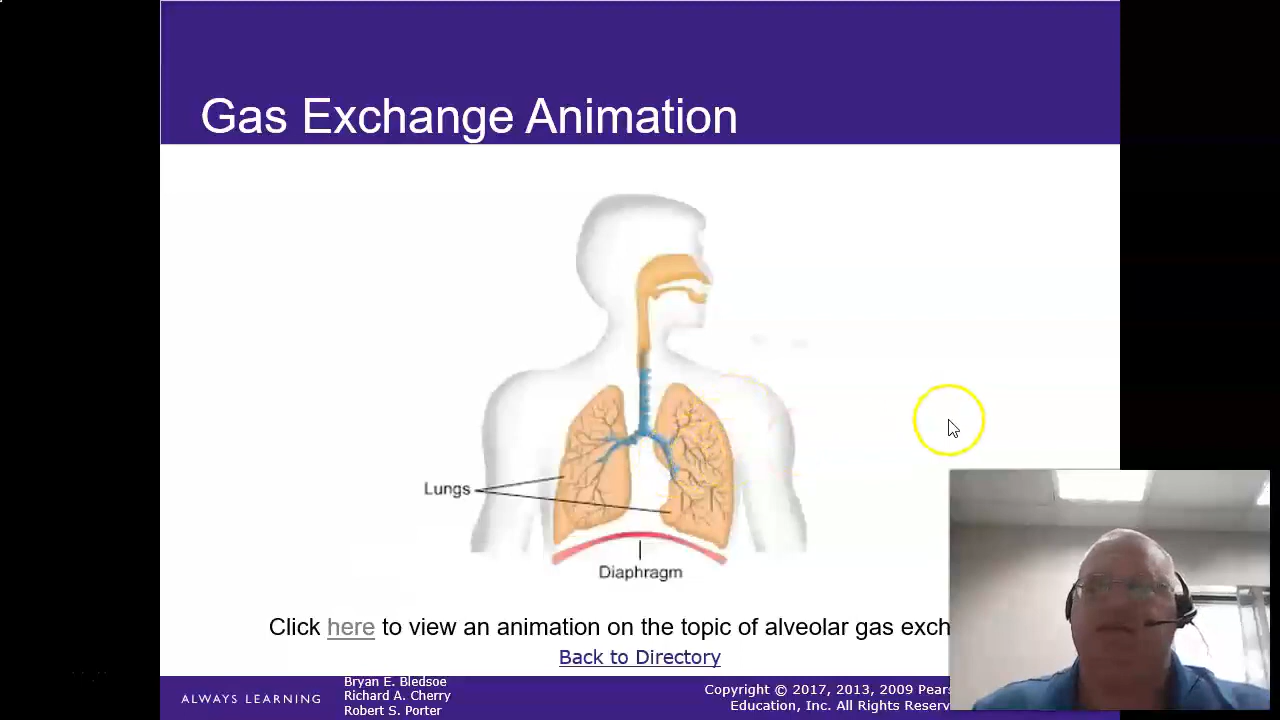 Gas Exchange Animation
Lungs
Diaphragm
Click here to view an animation on the topic of alveolar gas exch
Back to Directory
ALWAYS LEARNING
Bryan E. Bledsoe
Richard A. Cherry
Robert S. Porter
Copyright © 2017, 2013, 2009 Pears
Education, Inc. All Rights Reserv